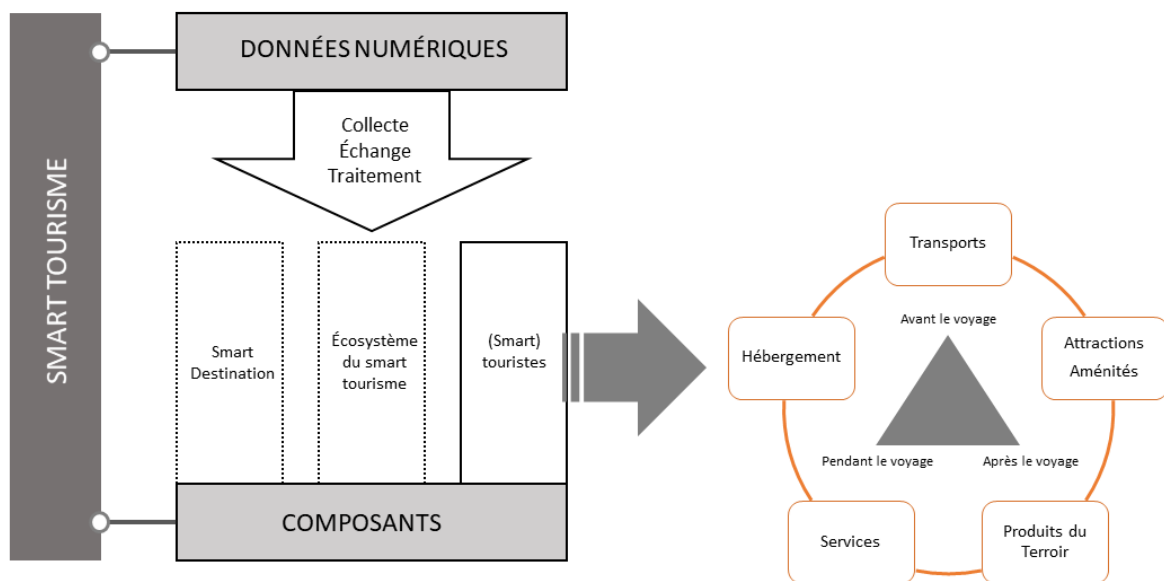 SMART TOURISME
DONNÉES NUMÉRIQUES
Collecte
Échange
Traitement
Smart
Destination
Écosystème
du smart
tourisme
(Smart)
touristes
COMPOSANTS
Transports
Avant le voyage
Hébergement
Attractions
Aménités
Pendant le voyage
Après le voyage
Services
Produits du
Terroir